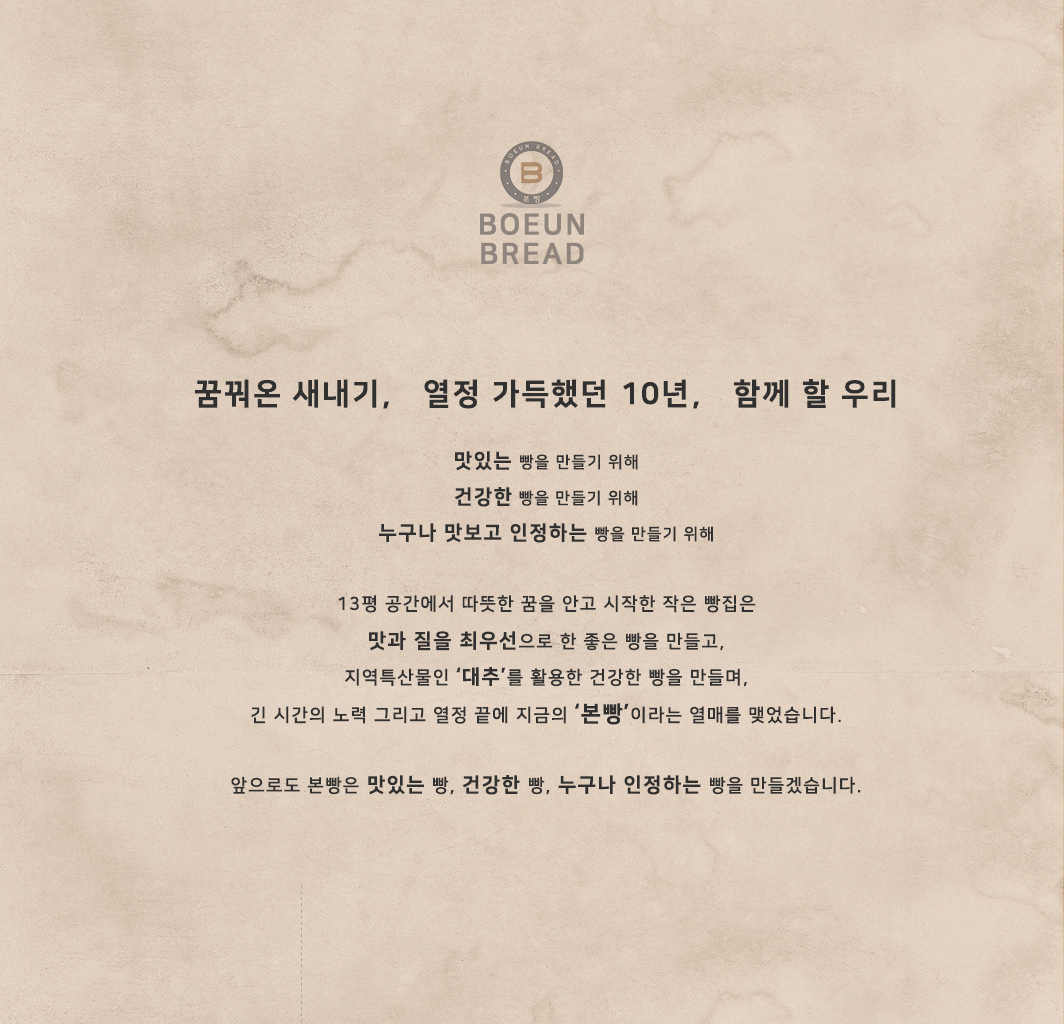 BOEUN BREAD
B
본빵
BOEUN
BREAD
꿈꿔온 새내기, 열정 가득했던 10년, 함께 할 우리
맛있는 빵을 만들기 위해
건강한 빵을 만들기 위해
누구나 맛보고 인정하는 빵을 만들기 위해
13평 공간에서 따뜻한 꿈을 안고 시작한 작은 빵집은
맛과 질을 최우선으로 한 좋은 빵을 만들고,
지역특산물인 ‘대추’를 활용한 건강한 빵을 만들며,
긴 시간의 노력 그리고 열정 끝에 지금의 ‘본빵’이라는 열매를 맺었습니다.
앞으로도 본빵은 맛있는 빵, 건강한 빵, 누구나 인정하는 빵을 만들겠습니다.